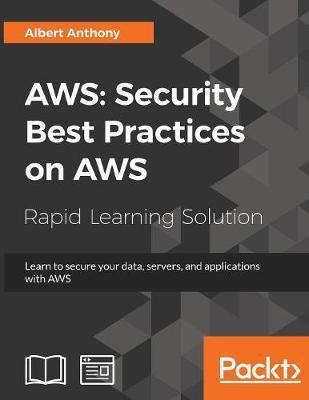 Albert Anthony
AWS: Security
Best Practices
on AWS
Rapid Learning Solution
Learn to secure your data, servers, and applications
with AWS
Packt>